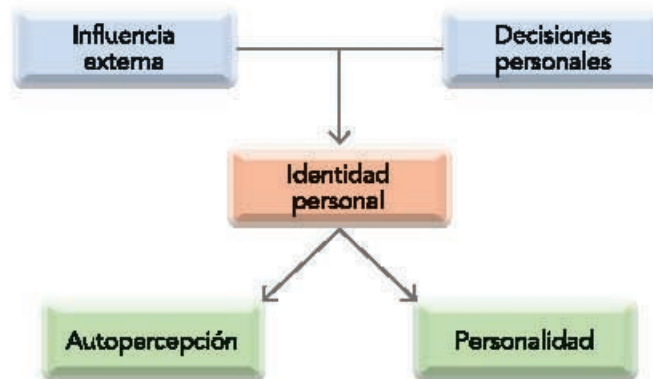 Influencia
externa
Decisiones
personales
Identidad
personal
Autopercepción
Personalidad